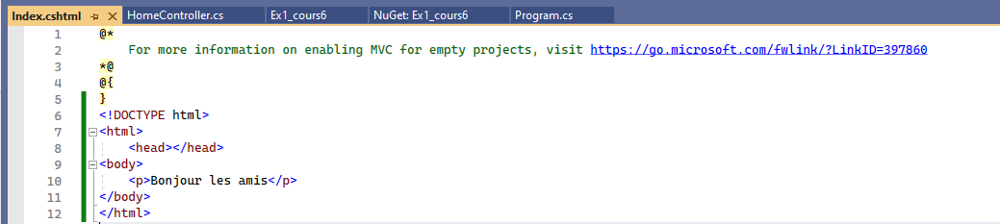 Index.cshtml HomeController.cs Ex1_cours6 NuGet: Ex1_cours6 Program.cs
1 @*
2 For more information on enabling MVC for empty projects, visit https://go.microsoft.com/fwlink/?LinkID=397860
3 *@
4 @{
5 }
6 <!DOCTYPE html>
7 <html>
8 <head></head>
9 <body>
10 <p>Bonjour les amis</p>
11 </body>
12 </html>